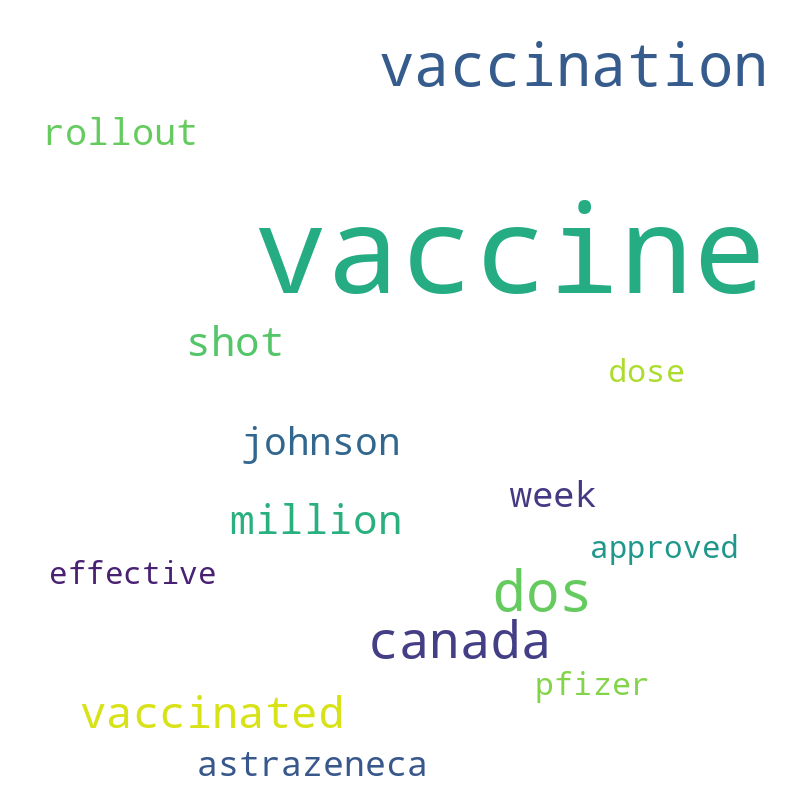 vaccination
rollout
vaccine
shot
dose
johnson
week
million
approved
effective
dos
canada
pfizer
vaccinated
astrazeneca